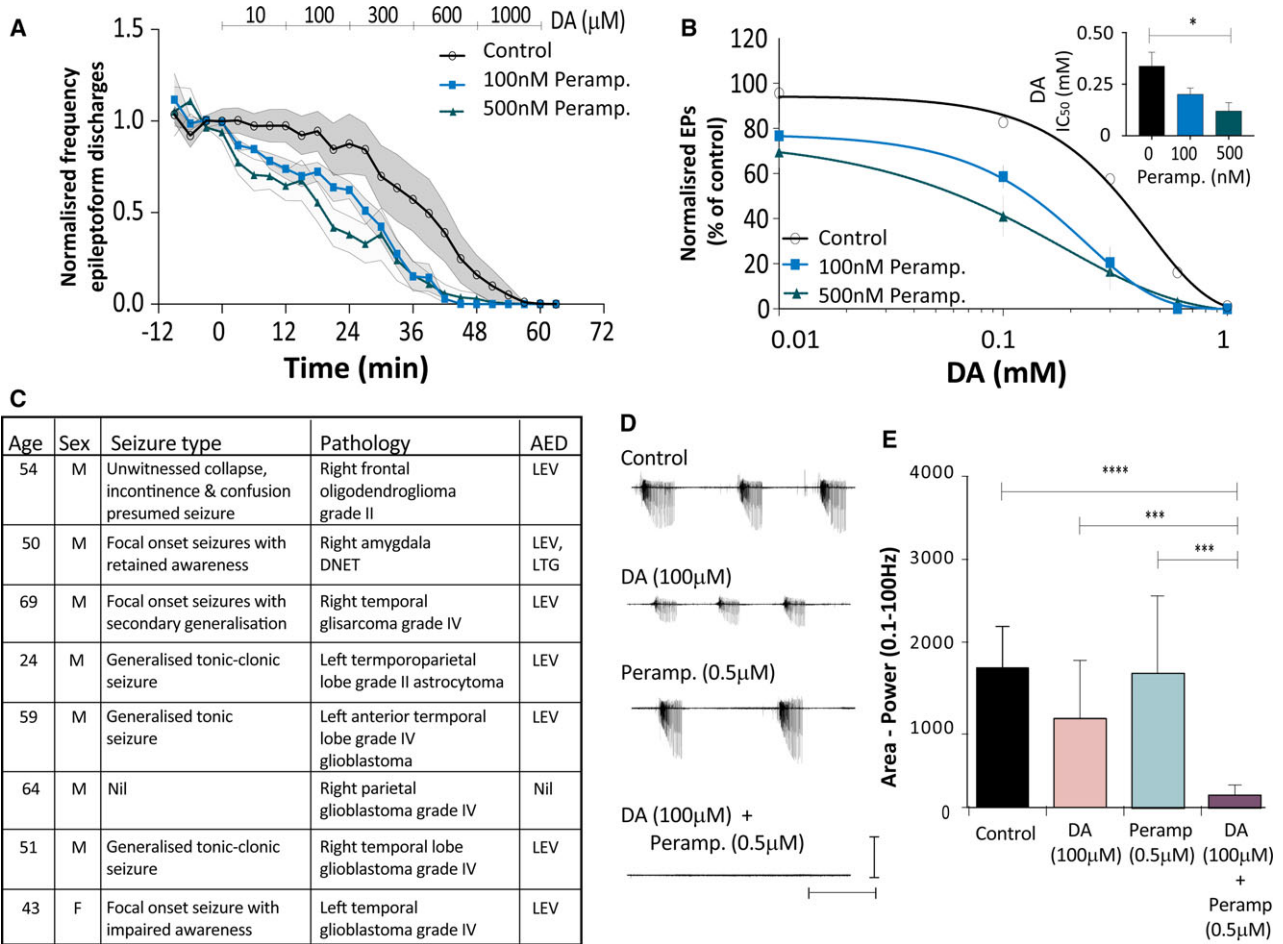 A
10 100 300 600 1000 DA (μM)
Control
100nM Peramp.
500nM Peramp.
Normalised frequency
epileptoform discharges
1.5
1.0
0.5
0.0
-12 0 12 24 36 48 60 72
Time (min)
B
Normalisred EPs
(% of control)
120
100
80
60
40
20
0
Control
100nM Peramp.
500nM Peramp.
0.01 0.1 1
DA (mM)
DA
IC50 (mM)
0.50
0.25
0
*
0 100 500
Peramp. (nM)
C
Age Sex Seizure type Pathology AED
54 M Unwitnessed collapse, Right frontal LEV
incontinence & confusion oligodendroglioma
presumed seizure grade II
50 M Focal onset seizures with Right amygdala LEV,
retained awareness DNET LTG
69 M Focal onset seizures with Right temporal LEV
secondary generalisation glisarcoma grade IV
24 M Generalised tonic-clonic Left termporoparietal LEV
seizure lobe grade II astrocytoma
59 M Generalised tonic Left anterior termporal LEV
seizure lobe grade IV
glioblastoma
64 M Nil Right parietal Nil
glioblastoma grade IV
51 M Generalised tonic-clonic Right temporal lobe LEV
seizure glioblastoma grade IV
43 F Focal onset seizure with Left temporal LEV
impaired awareness glioblastoma grade IV
D
Control
DA (100μM)
Peramp. (0.5μM)
DA (100μM) +
Peramp. (0.5μM)
E
Area - Power (0.1-100Hz)
4000
3000
2000
1000
0
****
***
***
Control
DA
(100μM)
Peramp
(0.5μM)
DA
(100μM)
+
Peramp
(0.5μM)